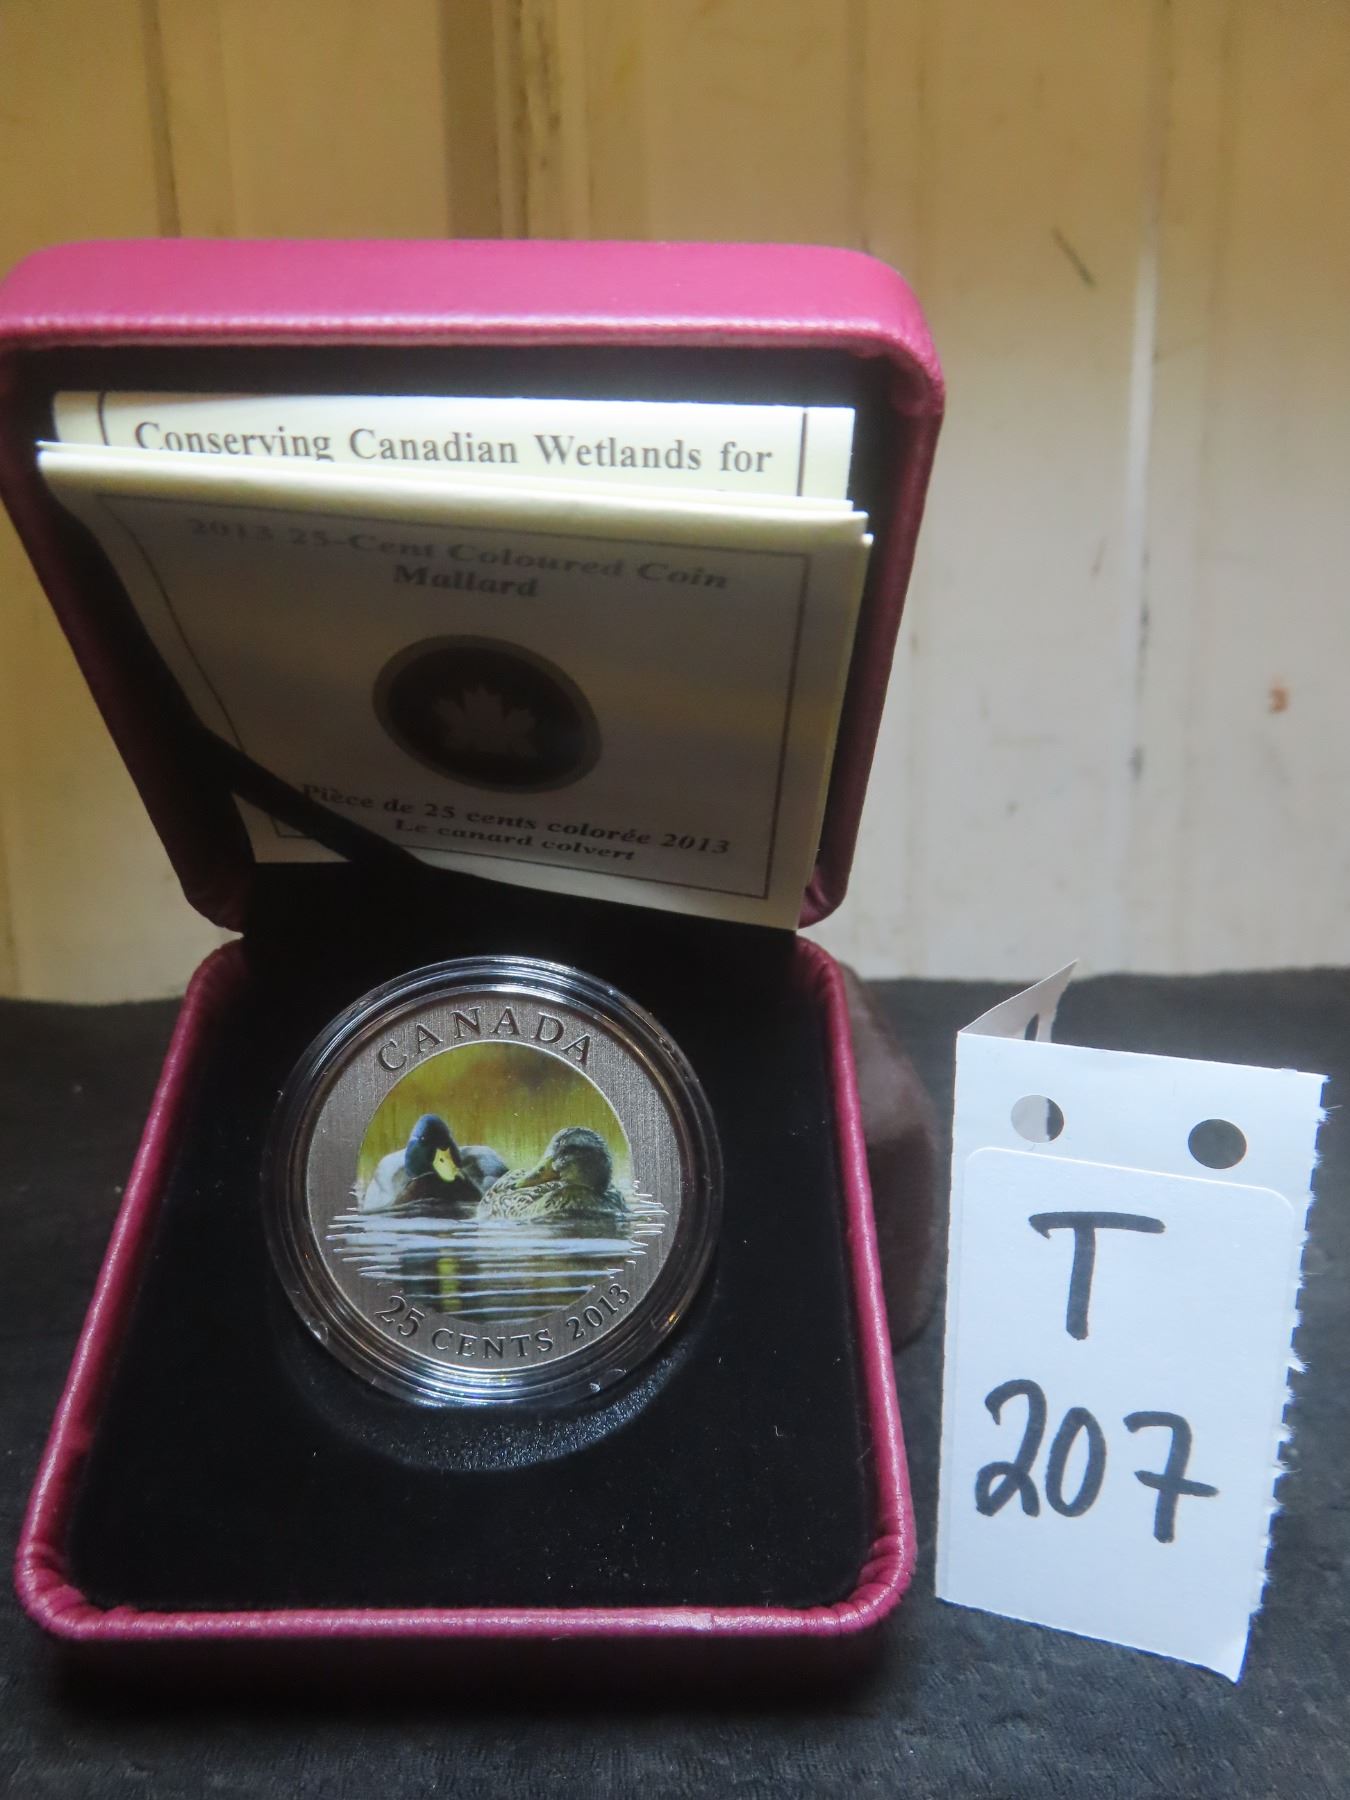 Conserving Canadian Wetlands for
2013 25-Cent Coloured Coin
Mallard
Pièce de 25 cents colorée 2013
Le canard colvert
CANADA
25 CENTS 2013
T
207